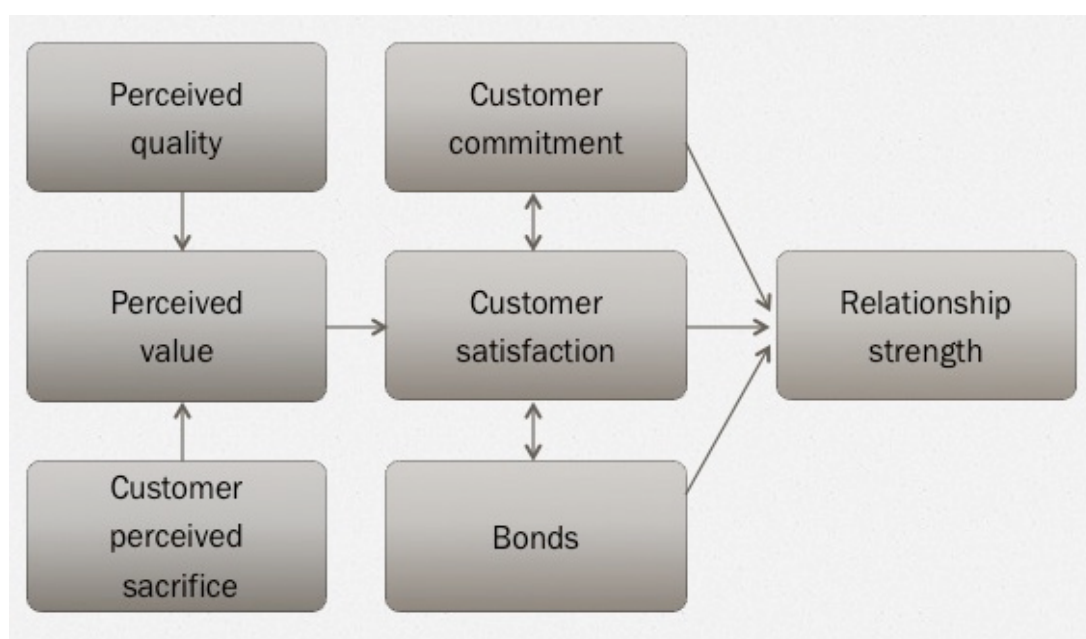 Perceived
quality
Customer
commitment
Perceived
value
Customer
satisfaction
Relationship
strength
Customer
perceived
sacrifice
Bonds